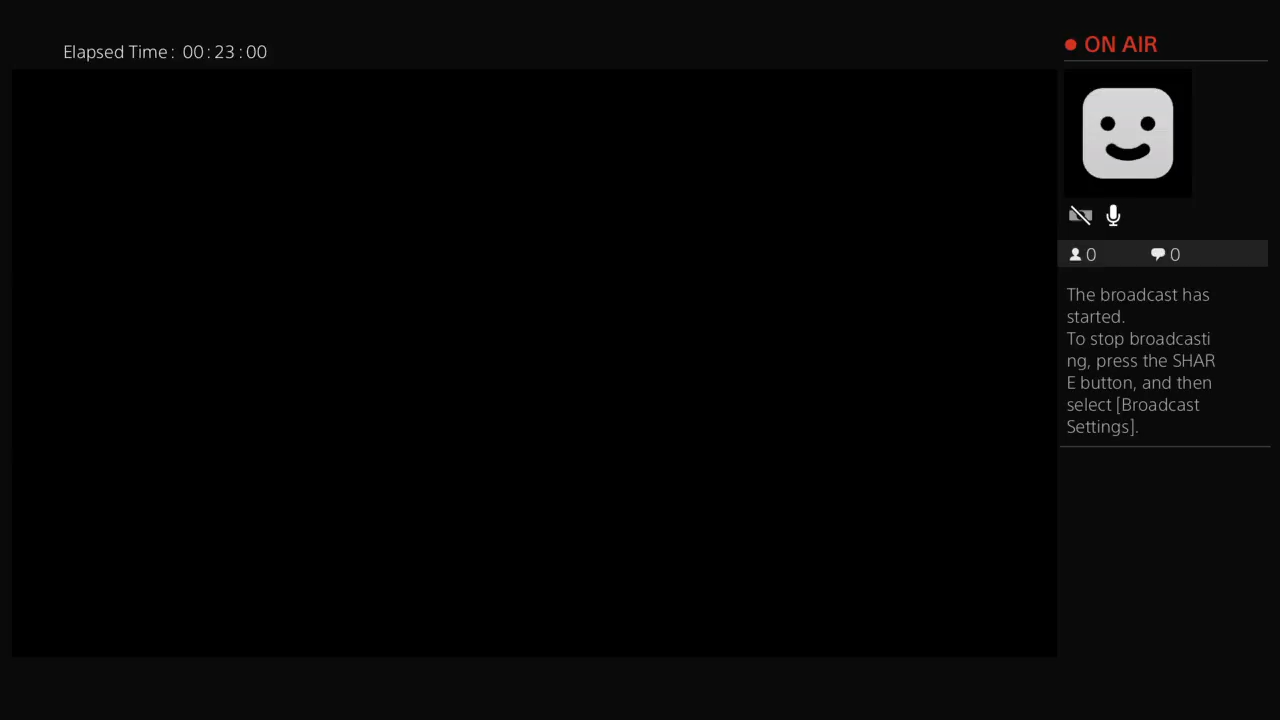 Elapsed Time: 00:23:00
ON AIR
0 0
The broadcast has
started.
To stop broadcasti
ng, press the SHAR
E button, and then
select [Broadcast
Settings].